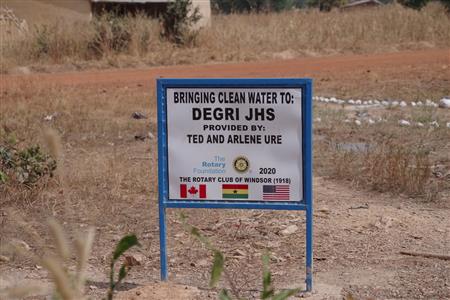 BRINGING CLEAN WATER TO:
DEGRI JHS
PROVIDED BY:
TED AND ARLENE URE
The
Rotary
Foundation
2020
THE ROTARY CLUB OF WINDSOR (1918)